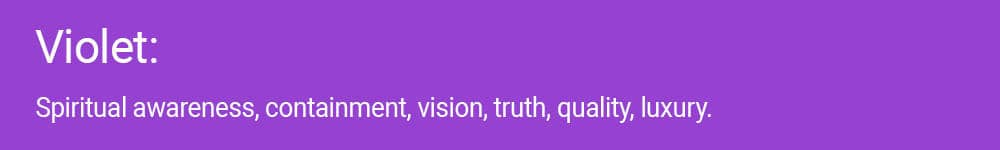 Violet:
Spiritual awareness, containment, vision, truth, quality, luxury.